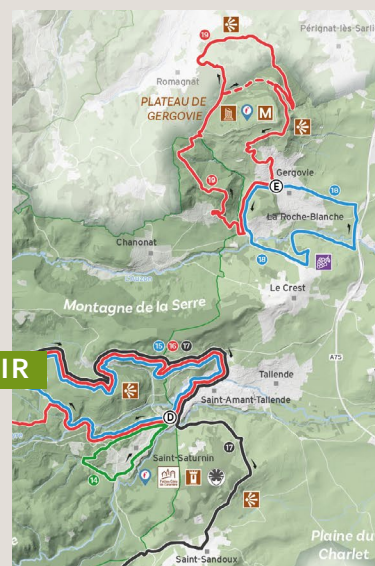 19
Pérignat-lès-Sarli
Romagnat
PLATEAU DE
GERGOVIE
M
Gergovie
19
E
18
La Roche-Blanche
Chanonat
18
Le Crest
Montagne de la Serre
15 16 17
A75
IR
Tallende
Saint-Amant-Tallende
D
17
Saint-Saturnin
14
Plaine du
Charlet
Saint-Sandoux